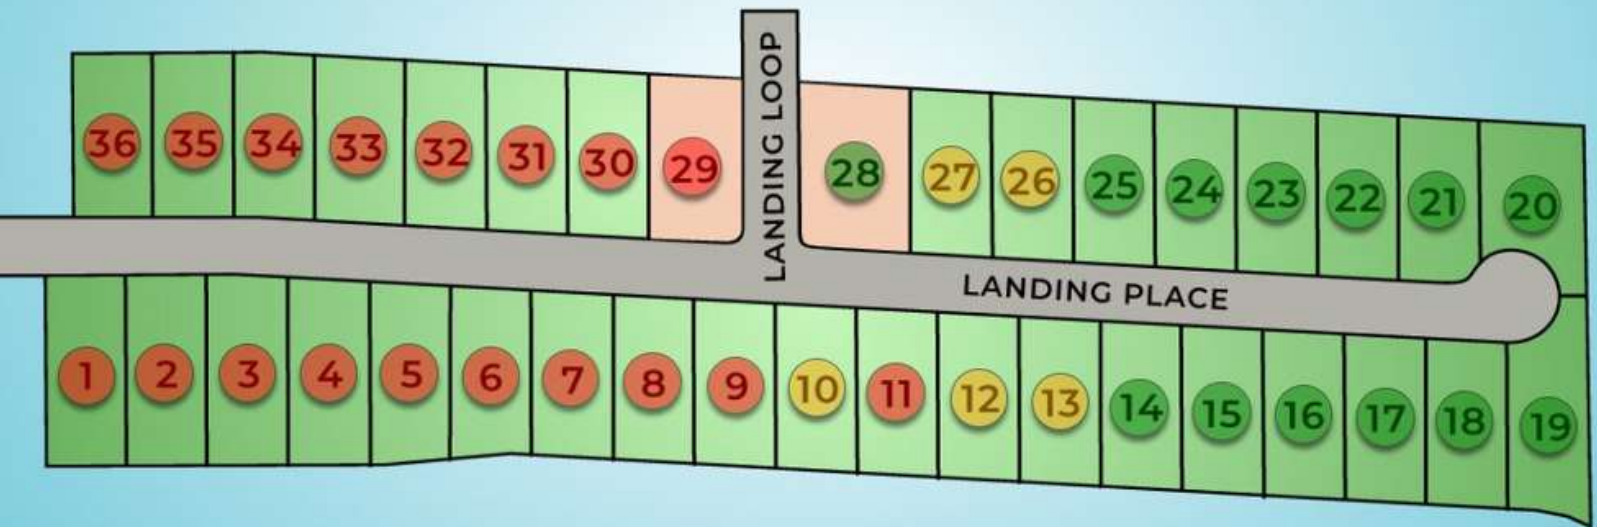 LANDING LOOP
36 35 34 33 32 31 30 29 28 27 26 25 24 23 22 21 20
LANDING PLACE
1 2 3 4 5 6 7 8 9 10 11 12 13 14 15 16 17 18 19